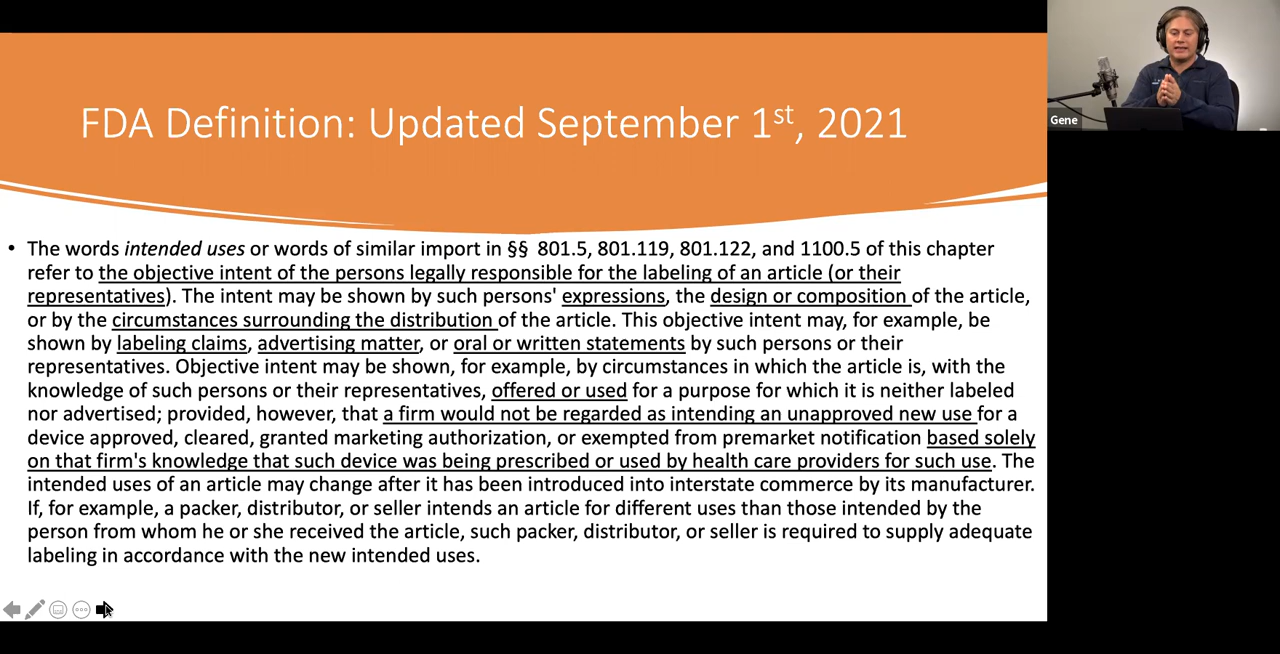 FDA Definition: Updated September 1st, 2021
Gene
• The words intended uses or words of similar import in §§ 801.5, 801.119, 801.122, and 1100.5 of this chapter
refer to the objective intent of the persons legally responsible for the labeling of an article (or their
representatives). The intent may be shown by such persons' expressions, the design or composition of the article,
or by the circumstances surrounding the distribution of the article. This objective intent may, for example, be
shown by labeling claims, advertising matter, or oral or written statements by such persons or their
representatives. Objective intent may be shown, for example, by circumstances in which the article is, with the
knowledge of such persons or their representatives, offered or used for a purpose for which it is neither labeled
nor advertised; provided, however, that a firm would not be regarded as intending an unapproved new use for a
device approved, cleared, granted marketing authorization, or exempted from premarket notification based solely
on that firm's knowledge that such device was being prescribed or used by health care providers for such use. The
intended uses of an article may change after it has been introduced into interstate commerce by its manufacturer.
If, for example, a packer, distributor, or seller intends an article for different uses than those intended by the
person from whom he or she received the article, such packer, distributor, or seller is required to supply adequate
labeling in accordance with the new intended uses.